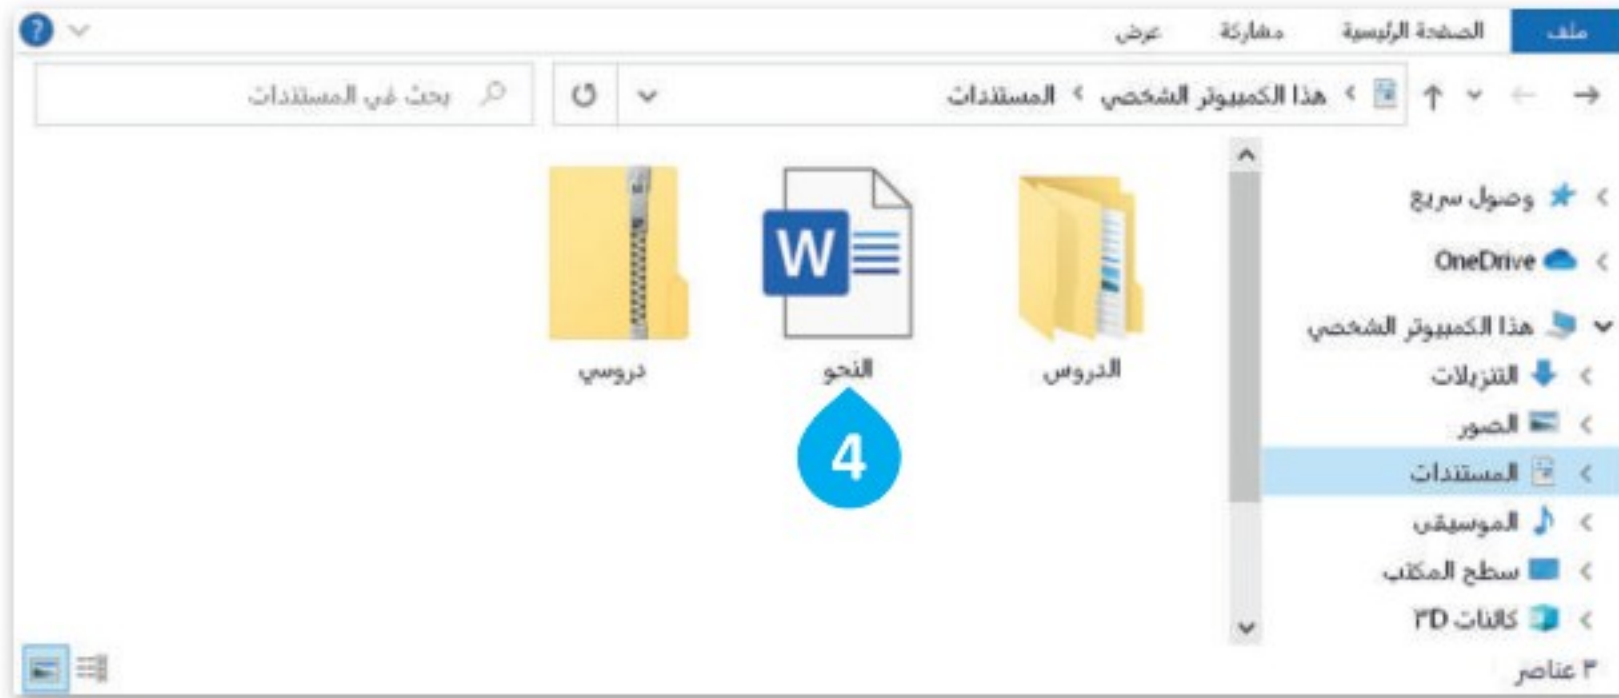 ملف الصفحة الرئيسية مشاركة عرض ?
هذا الكمبيوتر الشخصي المستندات
بحث في المستندات
وصول سريع
OneDrive
هذا الكمبيوتر الشخصي
التنزيلات
الصور
المستندات
الموسيقى
سطح المكتب
كائنات ٣D
الدروس
W
النحو
دروسي
4
٣ عناصر